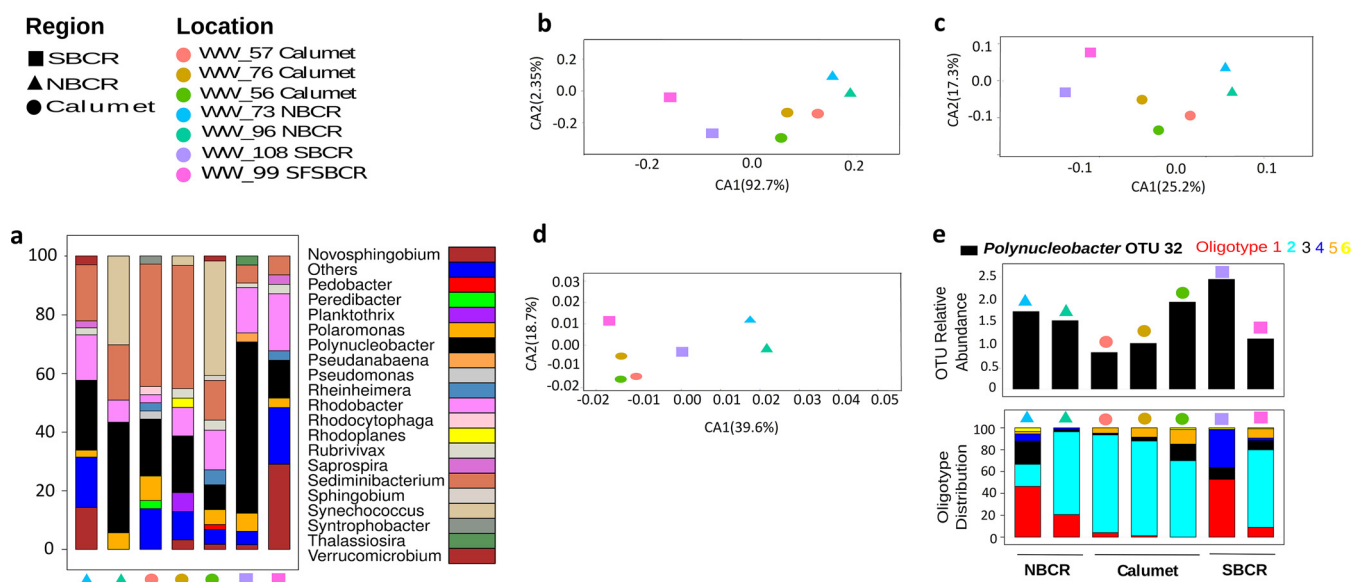 Region
SBCR
NBCR
Calumet
Location
WW_57 Calumet
WW_76 Calumet
WW_56 Calumet
WW_73 NBCR
WW_96 NBCR
WW_108 SBCR
WW_99 SFSBCR
b
CA2(2.35%)
0.2
0.0
-0.2
-0.2 0.0 0.2
CA1(92.7%)
c
CA2(17.3%)
0.1
0.0
-0.1
-0.1 0.0 0.1
CA1(25.2%)
a
100
80
60
40
20
0
Novosphingobium
Others
Pedobacter
Peredibacter
Planktothrix
Polaromonas
Polynucleobacter
Pseudanabaena
Pseudomonas
Rheinheimera
Rhodobacter
Rhodocytophaga
Rhodoplanes
Rubrivivax
Saprospira
Sediminibacterium
Sphingobium
Synechococcus
Syntrophobacter
Thalassiosira
Verrucomicrobium
d
CA2(18.7%)
0.03
0.02
0.01
-0.01
-0.01
-0.02
-0.02 -0.01 0.00 0.01 0.02 0.03 0.04 0.05
CA1(39.6%)
e
Polynucleobacter OTU 32 Oligotype 1 2 3 4 5 6
OTU Relative
Abundance
2.5
2.0
1.5
1.0
0.5
0
Oligotype
Distribution
100
80
60
40
20
0
NBCR Calumet SBCR